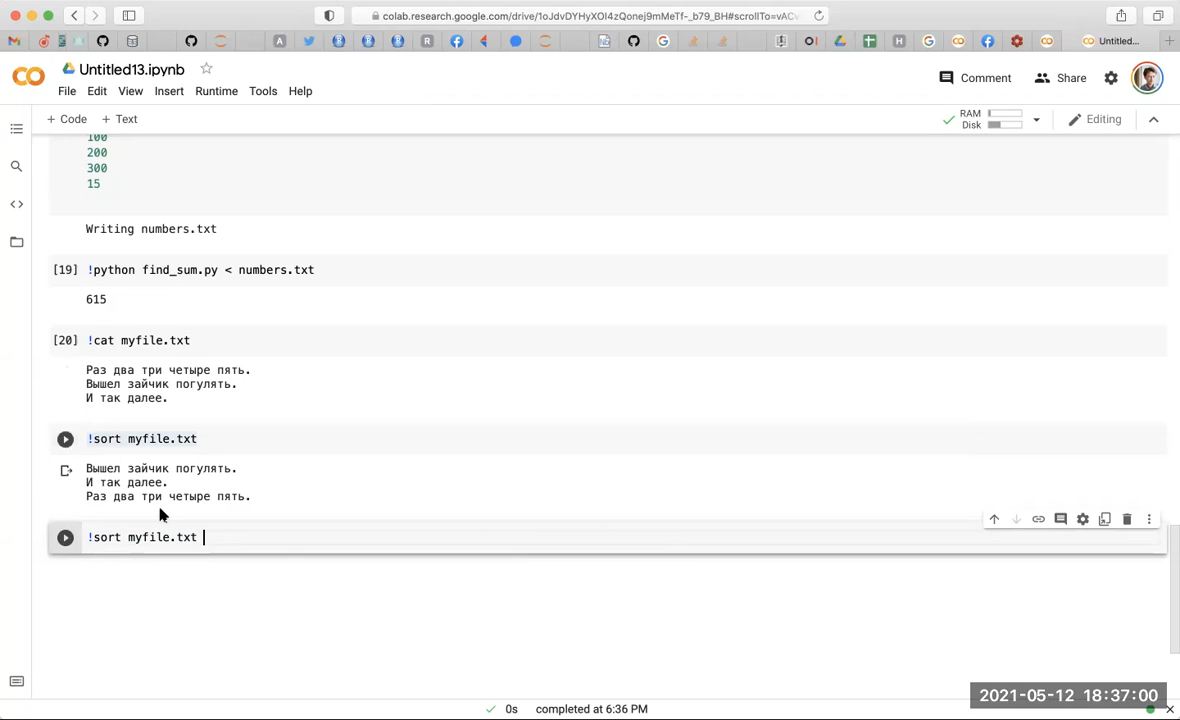 colab.research.google.com/drive/1oJdvDYHyXOI4zQonej9mMeTf-_b79_BH#scrollTo=vACv
Untitled...
Untitled13.ipynb
Comment
Share
File Edit View Insert Runtime Tools Help
+ Code + Text
RAM
Disk
Editing
100
200
300
15
Writing numbers.txt
[19] !python find_sum.py < numbers.txt
615
[20] !cat myfile.txt
Раз два три четыре пять.
Вышел зайчик погулять.
И так далее.
!sort myfile.txt
Вышел зайчик погулять.
И так далее.
Раз два три четыре пять.
!sort myfile.txt
0s completed at 6:36 PM
2021-05-12 18:37:00